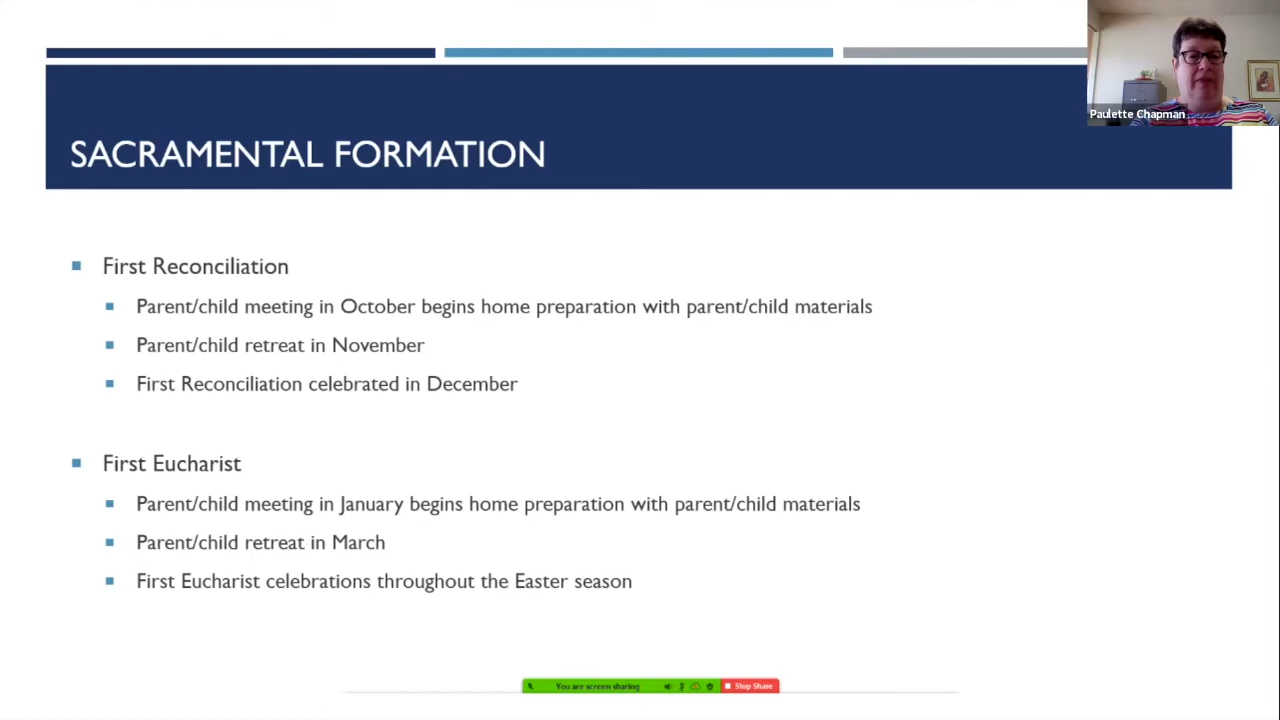 Paulette Chapman
SACRAMENTAL FORMATION
First Reconciliation
Parent/child meeting in October begins home preparation with parent/child materials
Parent/child retreat in November
First Reconciliation celebrated in December
First Eucharist
Parent/child meeting in January begins home preparation with parent/child materials
Parent/child retreat in March
First Eucharist celebrations throughout the Easter season
You are screen sharing
Stop Share